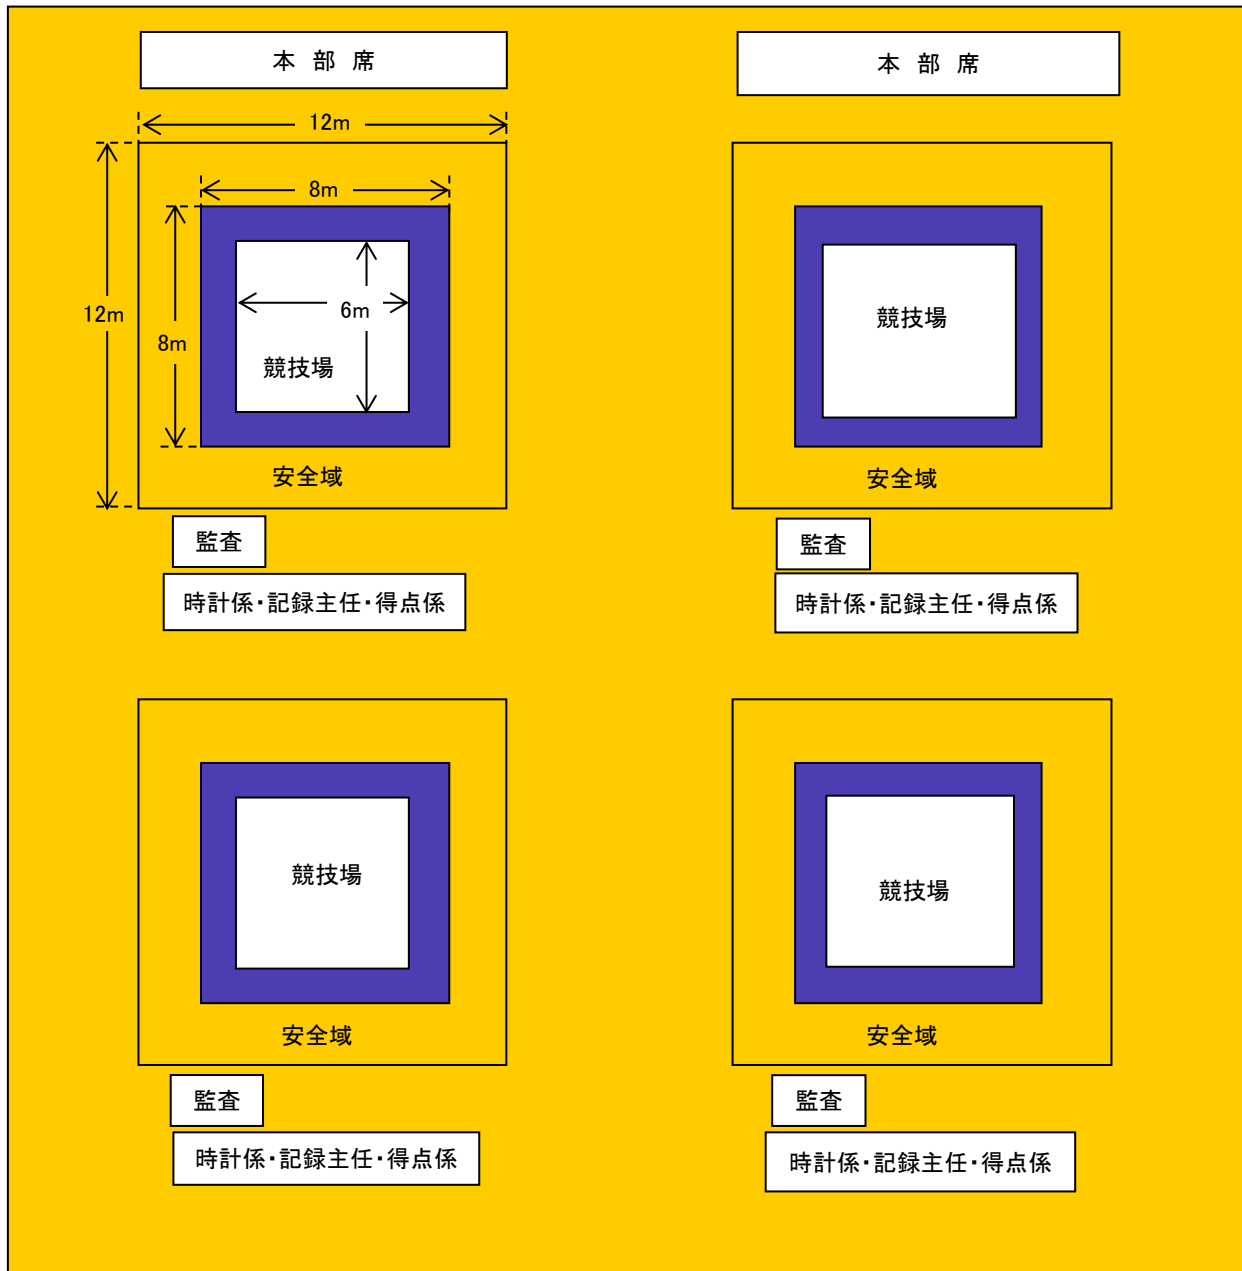 本 部 席
本 部 席
12m
8m
12m
8m
6m
競技場
競技場
安全域
安全域
監査
監査
時計係・記録主任・得点係
時計係・記録主任・得点係
競技場
競技場
安全域
安全域
監査
監査
時計係・記録主任・得点係
時計係・記録主任・得点係